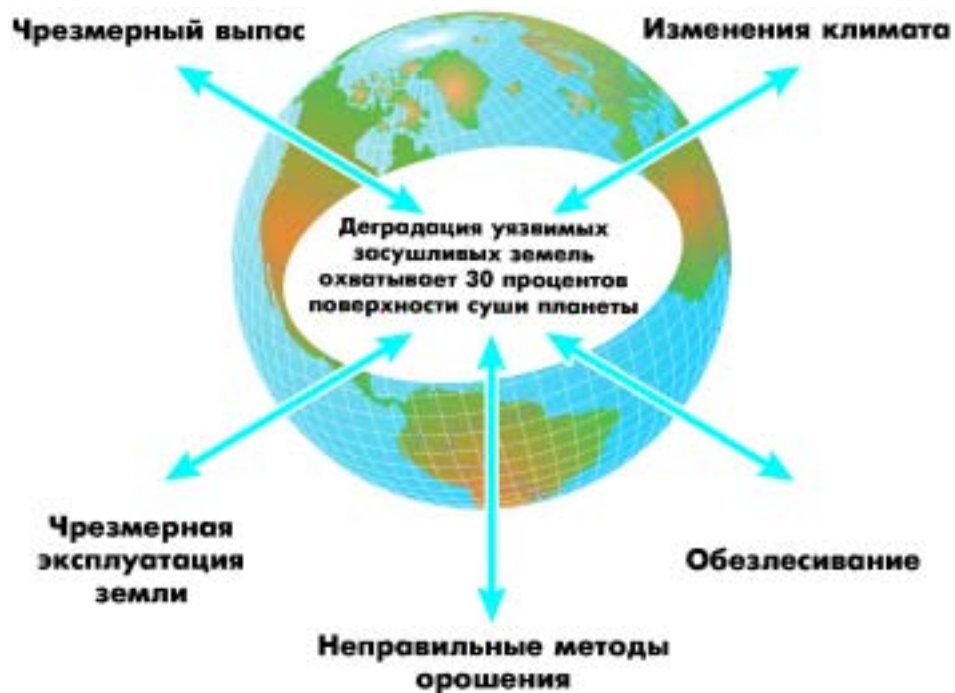 Чрезмерный выпас
Изменения климата
Деградация уязвимых
засушливых земель
охватывает 30 процентов
поверхности суши планеты
Чрезмерная
эксплуатация
земли
Обезлесивание
Неправильные методы
орошения